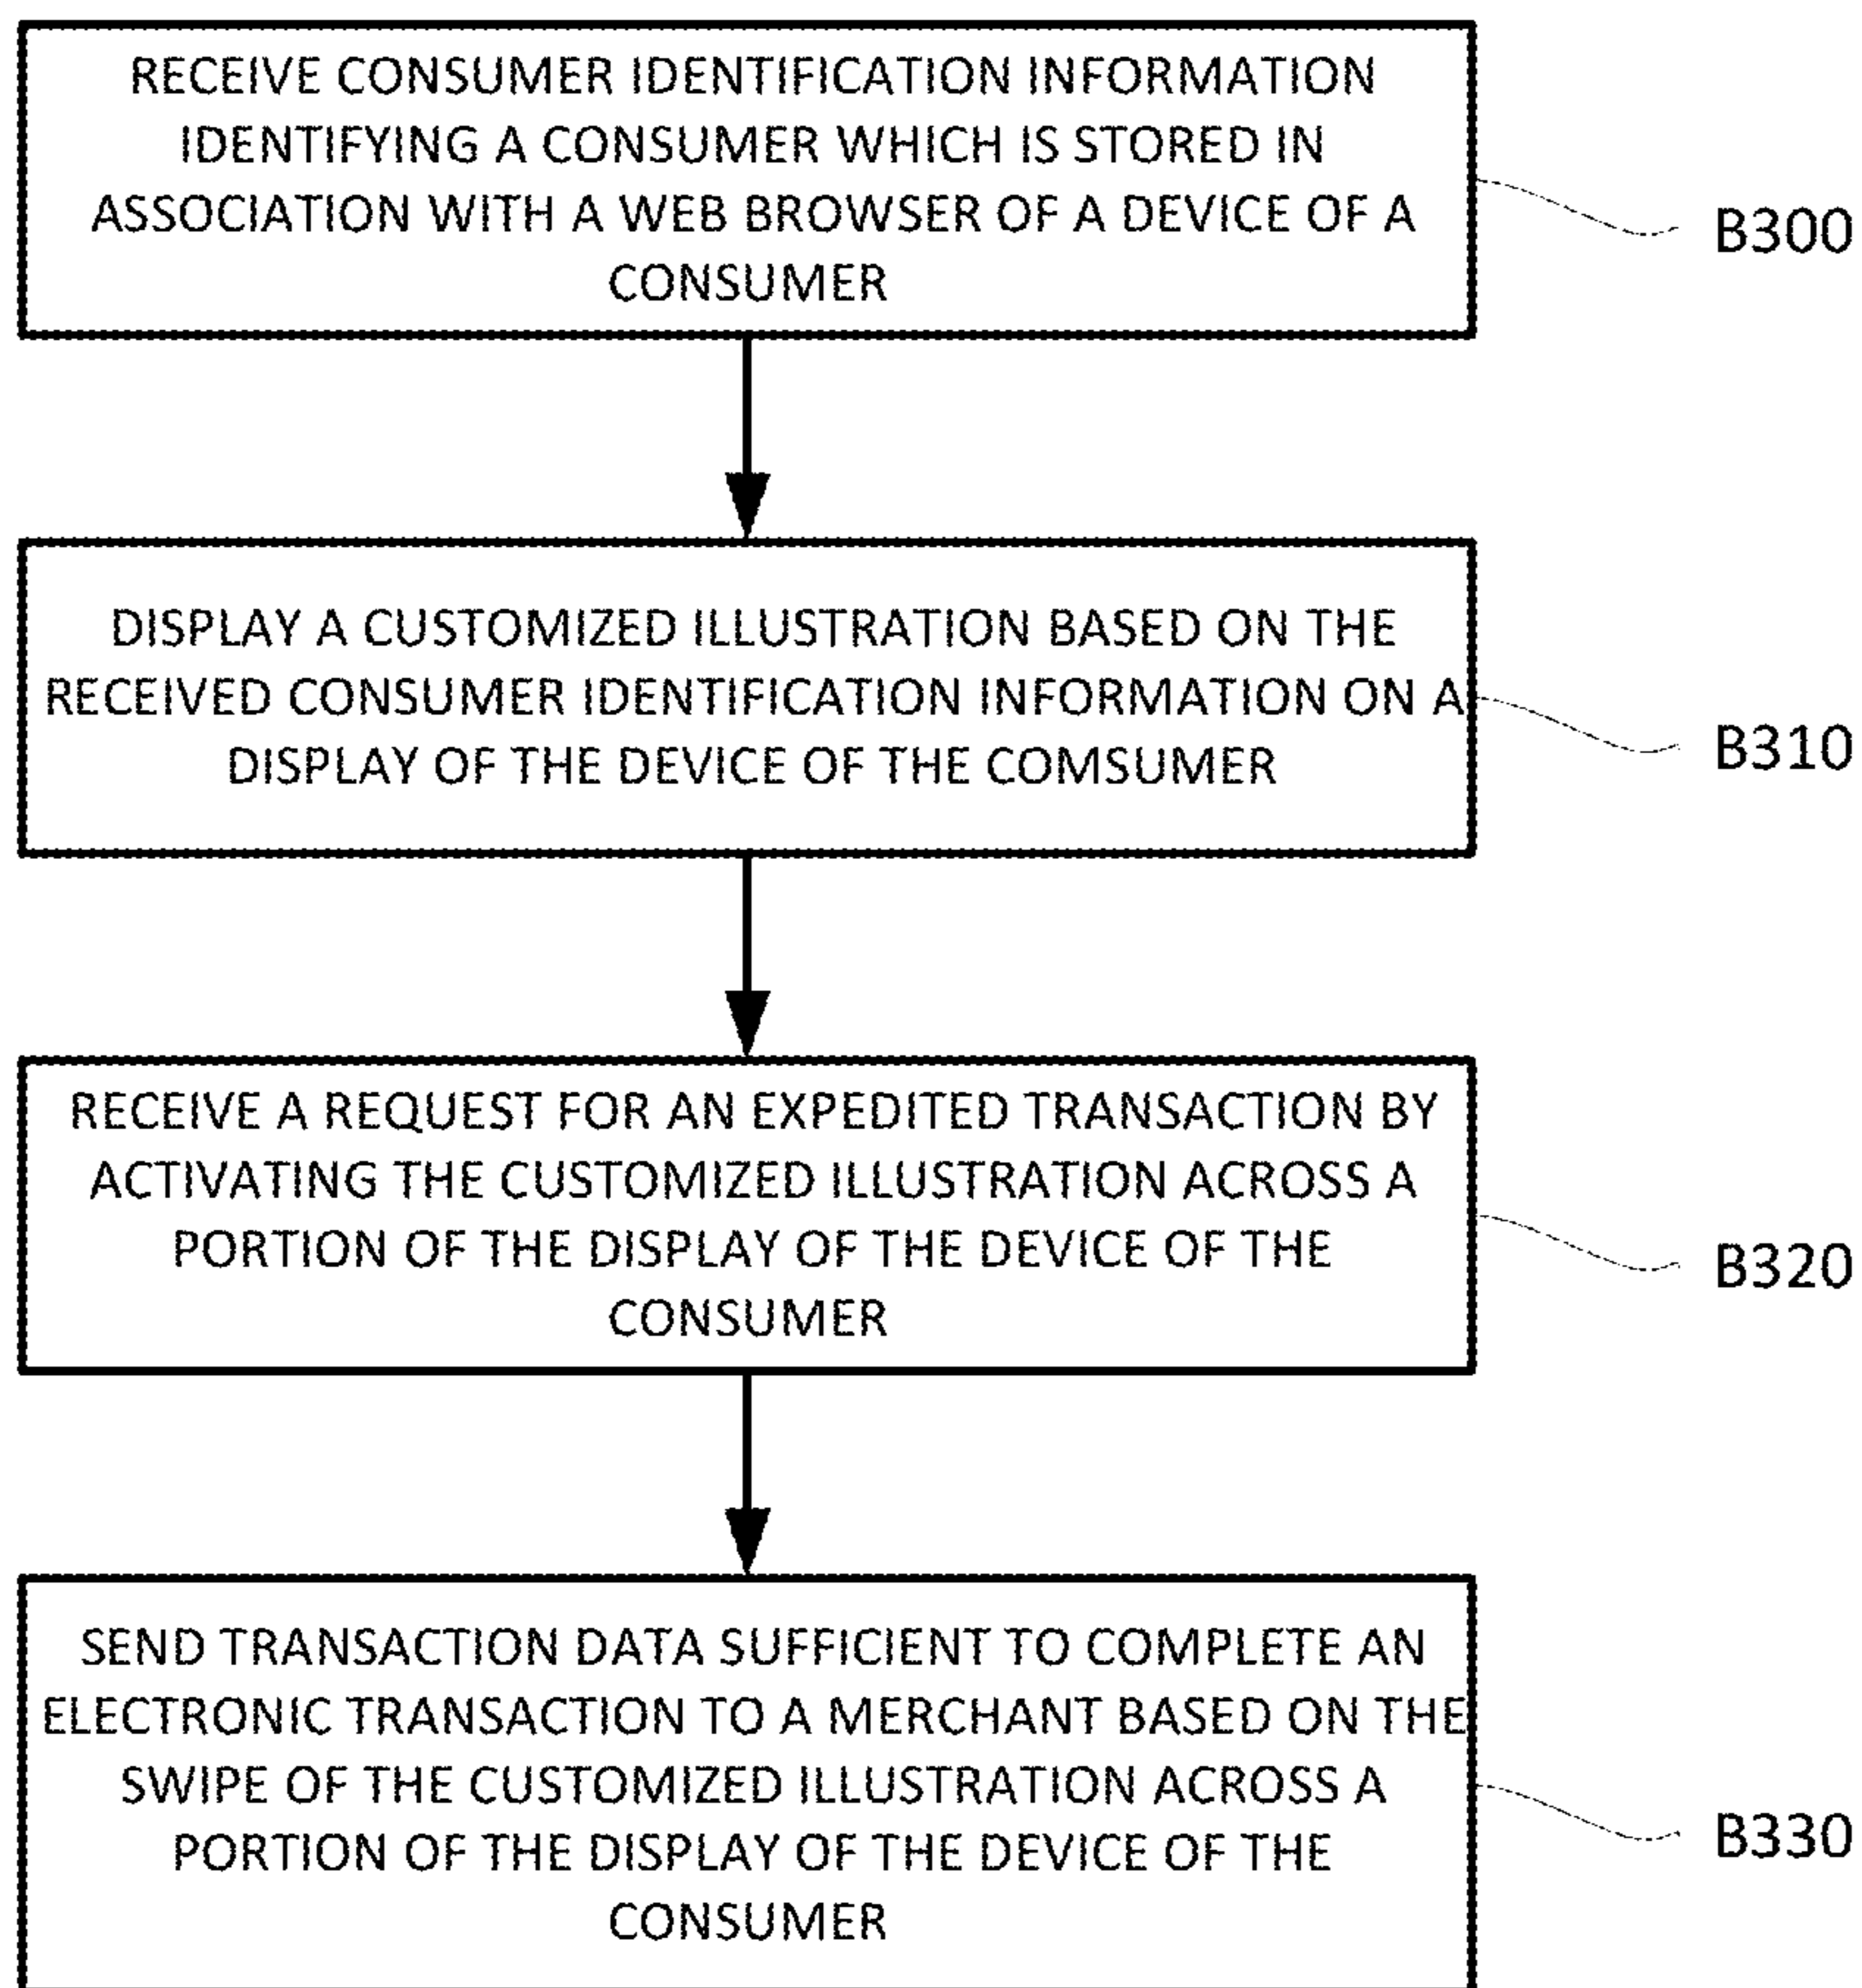 RECEIVE CONSUMER IDENTIFICATION INFORMATION
IDENTIFYING A CONSUMER WHICH IS STORED IN
ASSOCIATION WITH A WEB BROWSER OF A DEVICE OF A
CONSUMER
B300
DISPLAY A CUSTOMIZED ILLUSTRATION BASED ON THE
RECEIVED CONSUMER IDENTIFICATION INFORMATION ON A
DISPLAY OF THE DEVICE OF THE COMSUMER
B310
RECEIVE A REQUEST FOR AN EXPEDITED TRANSACTION BY
ACTIVATING THE CUSTOMIZED ILLUSTRATION ACROSS A
PORTION OF THE DISPLAY OF THE DEVICE OF THE
CONSUMER
B320
SEND TRANSACTION DATA SUFFICIENT TO COMPLETE AN
ELECTRONIC TRANSACTION TO A MERCHANT BASED ON THE
SWIPE OF THE CUSTOMIZED ILLUSTRATION ACROSS A
PORTION OF THE DISPLAY OF THE DEVICE OF THE
CONSUMER
B330